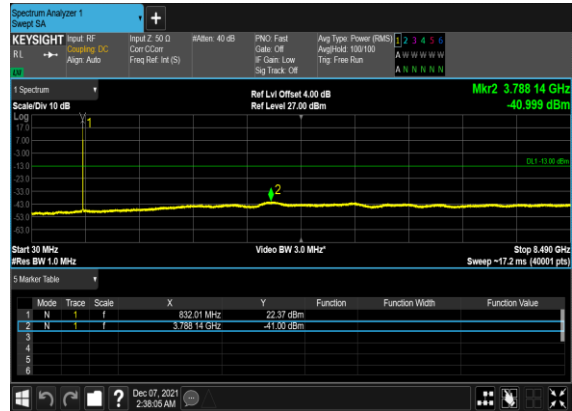 Spectrum Analyzer 1
Swept SA
+
KEYSIGHT Input: RF Input Z: 50 Ω #Atten: 40 dB PNO: Fast Avg Type: Power (RMS) 1 2 3 4 5 6
RL Coupling: DC Corr CCorr Gate: Off Avg|Hold: 100/100 A W W W W W
Align: Auto Freq Ref: Int (S) IF Gain: Low Trig: Free Run
Sig Track: Off A N N N N N
1 Spectrum Ref Lvl Offset 4.00 dB Mkr2 3.788 14 GHz
Scale/Div 10 dB Ref Level 27.00 dBm -40.999 dBm
Log
17.0 1
7.00
-3.00
-13.0 DL1 -13.00 dBm
-23.0
-33.0 2
-43.0
-53.0
-63.0
Start 30 MHz Video BW 3.0 MHz* Stop 8.490 GHz
#Res BW 1.0 MHz Sweep ~17.2 ms (40001 pts)
5 Marker Table
Mode Trace Scale X Y Function Function Width Function Value
1 N 1 f 832.01 MHz 22.37 dBm
2 N 1 f 3.788 14 GHz -41.00 dBm
3
4
5
6
? Dec 07, 2021
2:38:05 AM